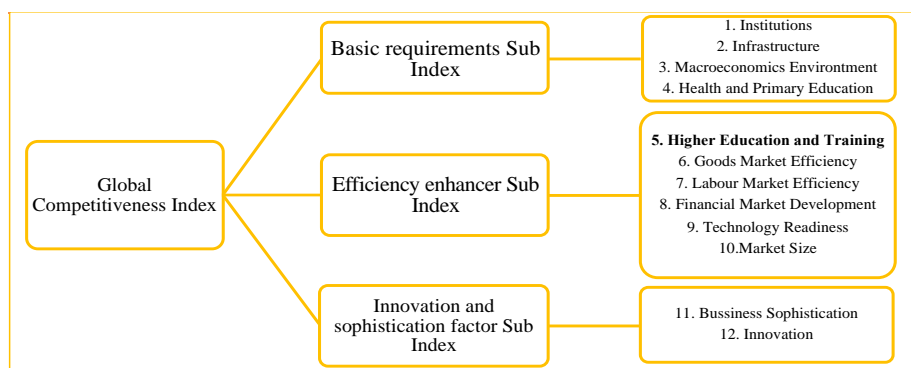 Global
Competitiveness Index
Basic requirements Sub
Index
1. Institutions
2. Infrastructure
3. Macroeconomics Environtment
4. Health and Primary Education
Efficiency enhancer Sub
Index
5. Higher Education and Training
6. Goods Market Efficiency
7. Labour Market Efficiency
8. Financial Market Development
9. Technology Readiness
10.Market Size
Innovation and
sophistication factor Sub
Index
11. Bussiness Sophistication
12. Innovation